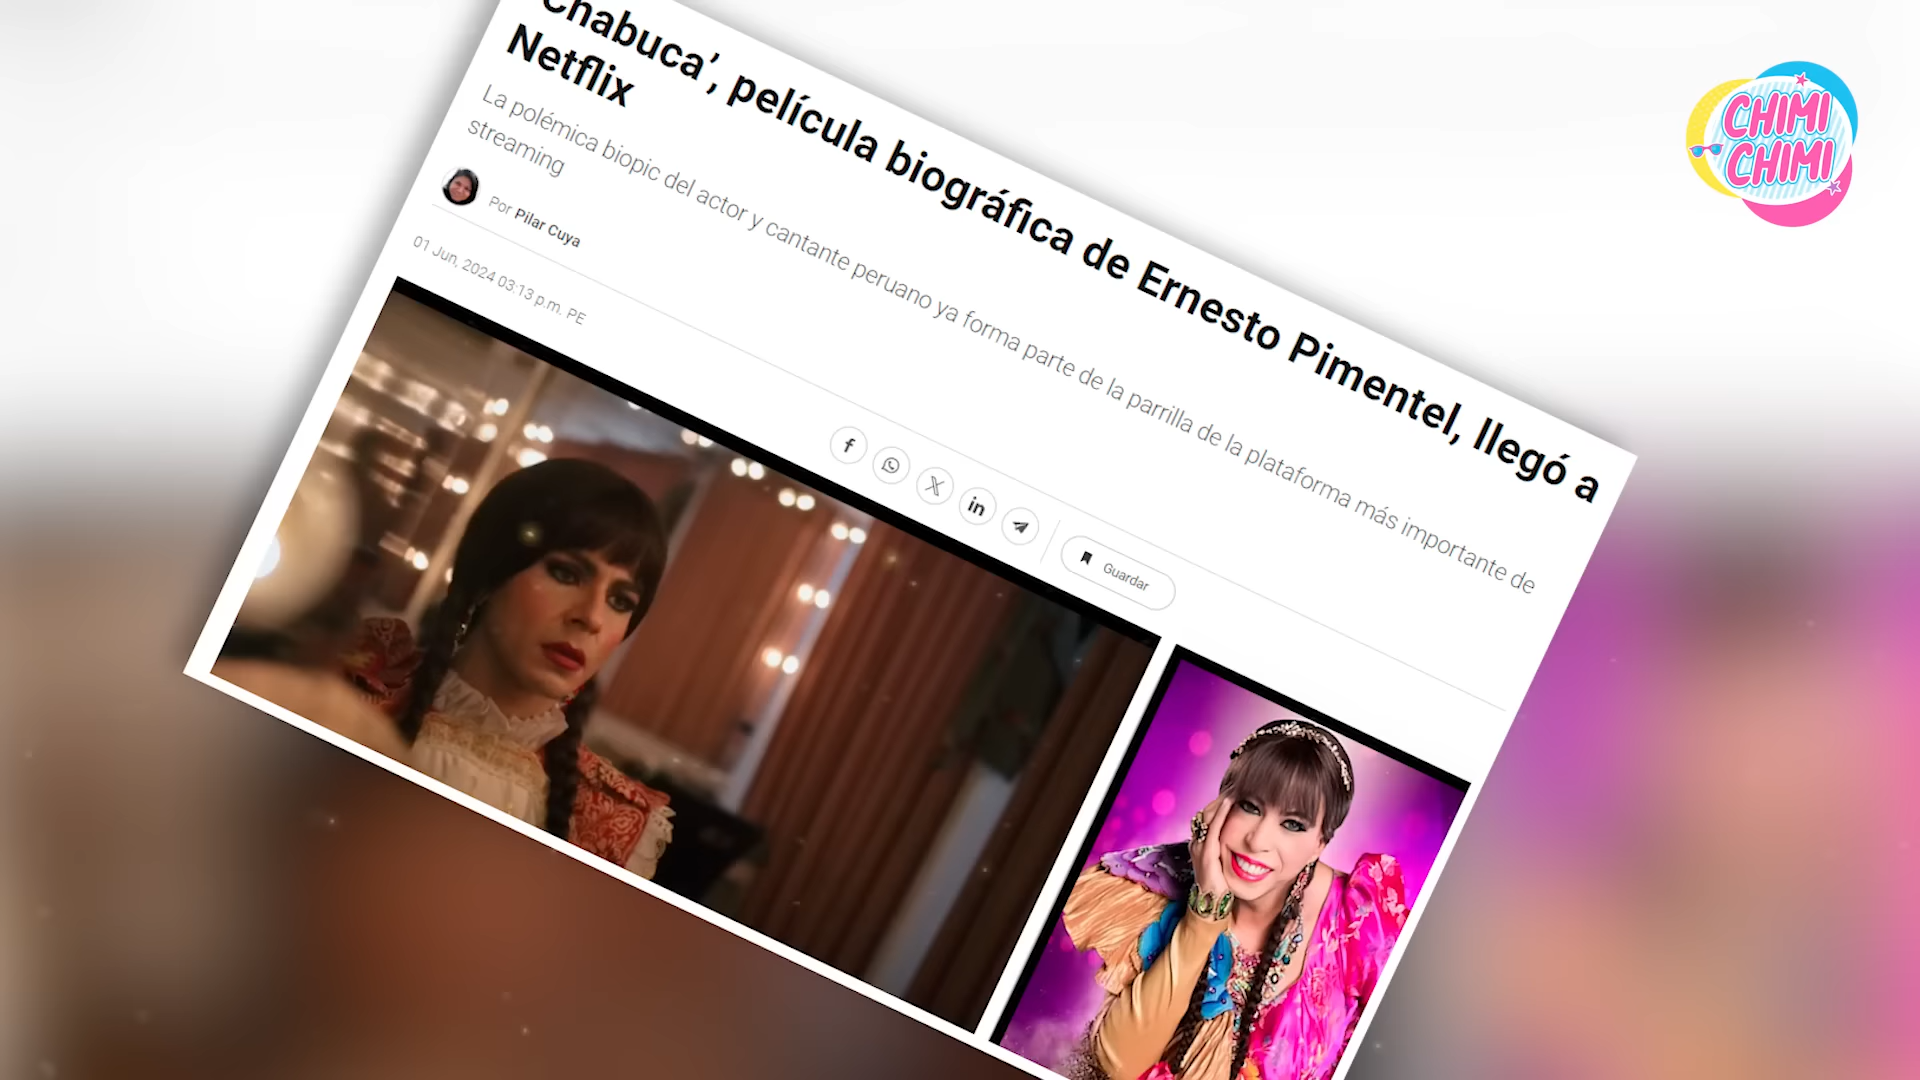 Chabuca’, película biográfica de Ernesto Pimentel, llegó a
Netflix
La polémica biopic del actor y cantante peruano ya forma parte de la parrilla de la plataforma más importante de
streaming
Por Pilar Cuya
01 Jun, 2024 03:13 p.m. PE
Guardar
CHIMI
CHIMI